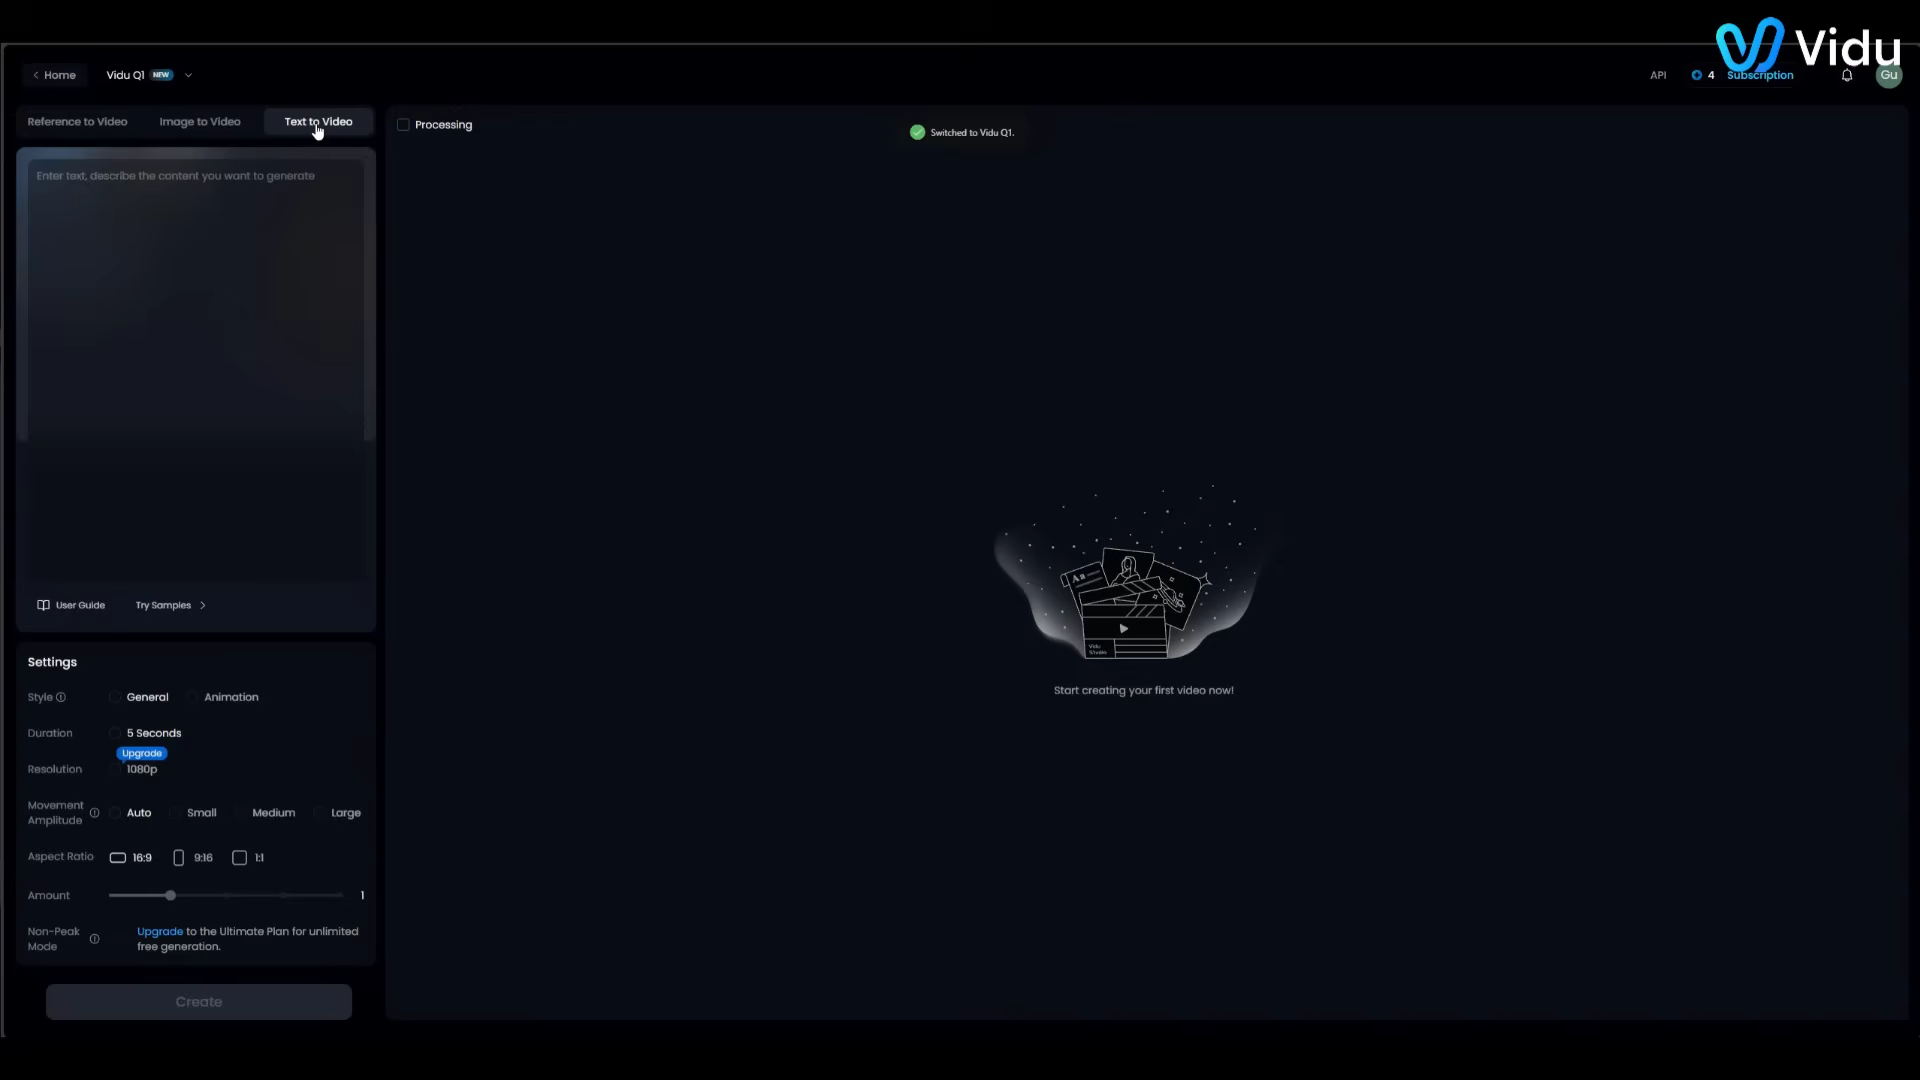 Vidu
Home
Vidu Q1 NEW
API
4
Subscription
Gu
Reference to Video
Image to Video
Text to Video
Processing
Switched to Vidu Q1.
Enter text, describe the content you want to generate
User Guide
Try Samples
Aa
Vidu
Studio
Start creating your first video now!
Settings
Style
General
Animation
Duration
5 Seconds
Upgrade
Resolution
1080p
Movement
Amplitude
Auto
Small
Medium
Large
Aspect Ratio
16:9
9:16
1:1
Amount
1
Non-Peak
Mode
Upgrade to the Ultimate Plan for unlimited
free generation.
Create